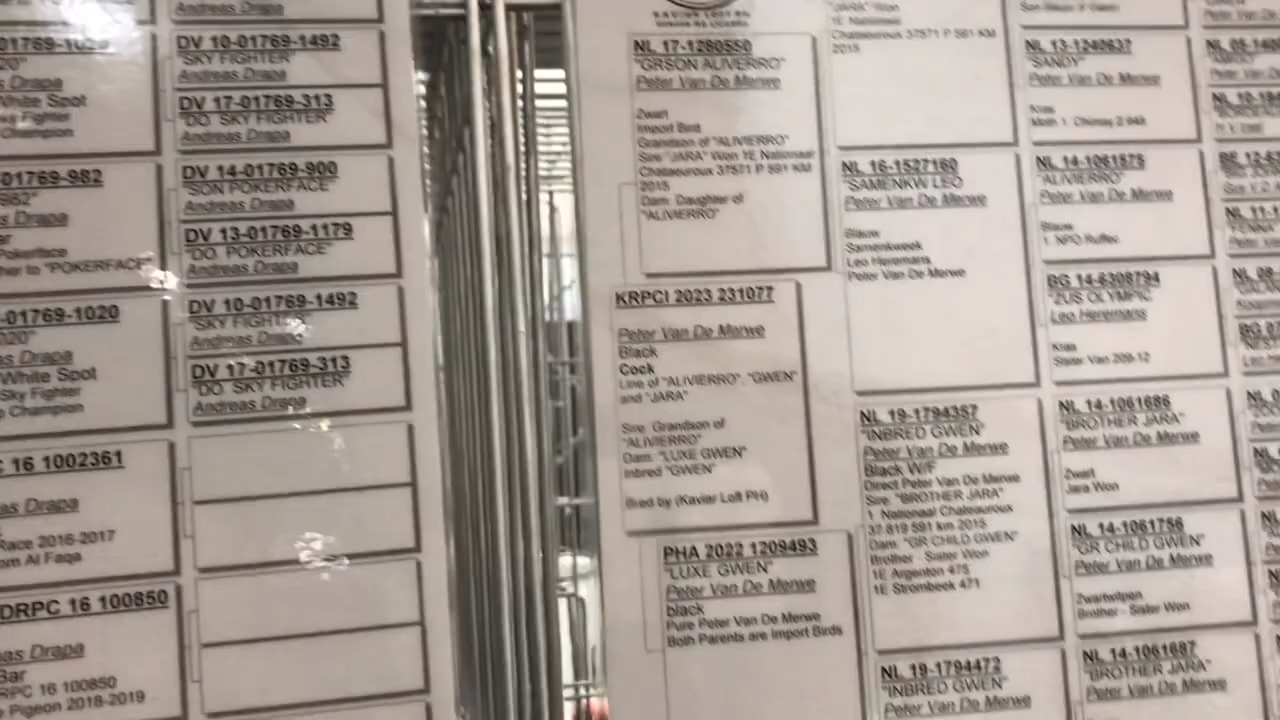 Andreas Drapa
DV 10-01769-1492
"SKY FIGHTER"
Andreas Drapa
DV 17-01769-313
"DO SKY FIGHTER"
Andreas Drapa
White Spot
Fighter
Champion
01769-982
"982"
s Drapa
Pokerface
her to "POKERFACE"
DV 14-01769-900
"SON POKERFACE"
Andreas Drapa
DV 13-01769-1179
"DO POKERFACE"
Andreas Drapa
-01769-1020
as Drapa
White Spot
Sky Fighter
Champion
DV 10-01769-1492
"SKY FIGHTER"
Andreas Drapa
DV 17-01769-313
"DO SKY FIGHTER"
Andreas Drapa
C 16 1002361
as Drapa
Race 2016-2017
om Al Faqa
DRPC 16 100850
as Drapa
Bar
RPC 16 100850
Pigeon 2018-2019
NL 17-1280550
"GRSON ALIVIERRO"
Peter Van De Merwe
Zwart
Import Bird
Grandson of "ALIVIERRO"
Sire "JARA" Won 1E Nationaal
Chateauroux 37571 P 591 KM
2015
Dam: Daughter of
"ALIVIERRO"
KRPCI 2023 231077
Peter Van De Merwe
Black
Cock
Line of "ALIVIERRO", "GWEN"
and "JARA"
Sire: Grandson of
"ALIVIERRO"
Dam: "LUXE GWEN"
Inbred "GWEN"
Bred by (Xavier Loft PH)
PHA 2022 1209493
"LUXE GWEN"
Peter Van De Merwe
black
Pure Peter Van De Merwe
Both Parents are Import Birds
"JARA" Won
1E Nationaal
Chateauroux 37571 P 591 KM
2015
NL 16-1527160
"SAMENKW LEO"
Peter Van De Merwe
Blauw
Samenkweek
Leo Heremans
Peter Van De Merwe
NL 19-1794357
"INBRED GWEN"
Peter Van De Merwe
Black W/F
Direct Peter Van De Merwe
Sire: "BROTHER JARA"
1 Nationaal Chateauroux
37.819 591 km 2015
Dam: "GR CHILD GWEN"
Brother - Sister Won
1E Argenton 475
1E Strombeek 471
NL 19-1794472
"INBRED GWEN"
Peter Van De Merwe
NL 13-1240637
"SANDY"
Peter Van De Merwe
Kras
NL 14-1061575
"ALIVIERRO"
Peter Van De Merwe
Blauw
1. NPO Ruffec
BG 14-6308794
"ZUS OLYMPIC"
Leo Heremans
Kras
Sister Van 209-12
NL 14-1061686
"BROTHER JARA"
Peter Van De Merwe
Zwart
Jara Won
NL 14-1061756
"GR CHILD GWEN"
Peter Van De Merwe
Zwartwitpen
Brother - Sister Won
NL 14-1061687
"BROTHER JARA"
Peter Van De Merwe